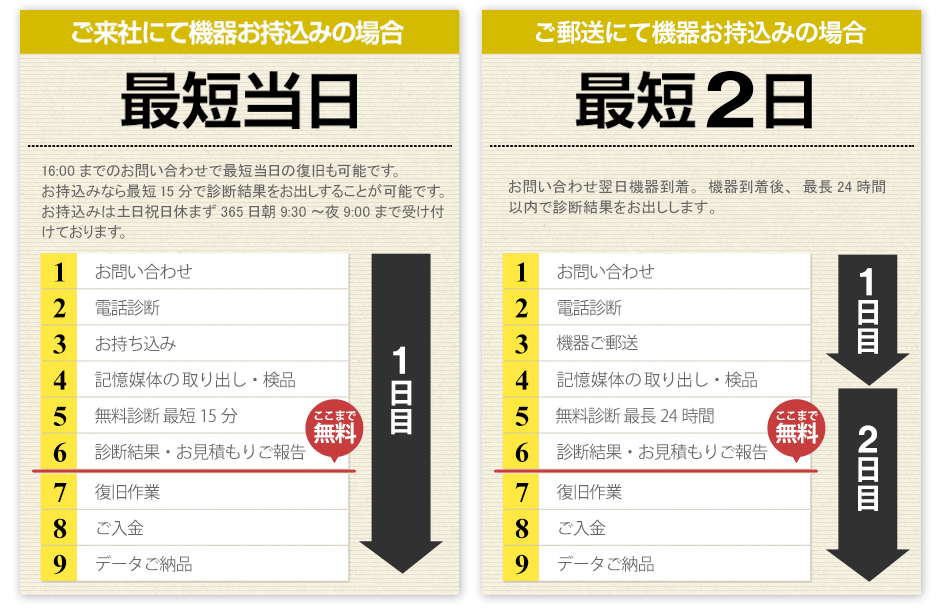 ご来社にて機器お持込みの場合
最短当日
16:00 までのお問い合わせで最短当日の復旧も可能です。
お持込みなら最短 15 分で診断結果をお出しすることが可能です。
お持込みは土日祝日休まず 365 日朝 9:30 ～夜 9:00 まで受け付
けております。
1 お問い合わせ
2 電話診断
3 お持ち込み
4 記憶媒体の取り出し・検品
5 無料診断 最短 15 分
6 診断結果・お見積もりご報告
ここまで
無料
7 復旧作業
8 ご入金
9 データご納品
1日目
ご郵送にて機器お持込みの場合
最短2日
お問い合わせ翌日機器到着。機器到着後、最長 24 時間
以内で診断結果をお出しします。
1 お問い合わせ
2 電話診断
3 機器ご郵送
4 記憶媒体の取り出し・検品
5 無料診断 最長 24 時間
6 診断結果・お見積もりご報告
ここまで
無料
7 復旧作業
8 ご入金
9 データご納品
1日目
2日目